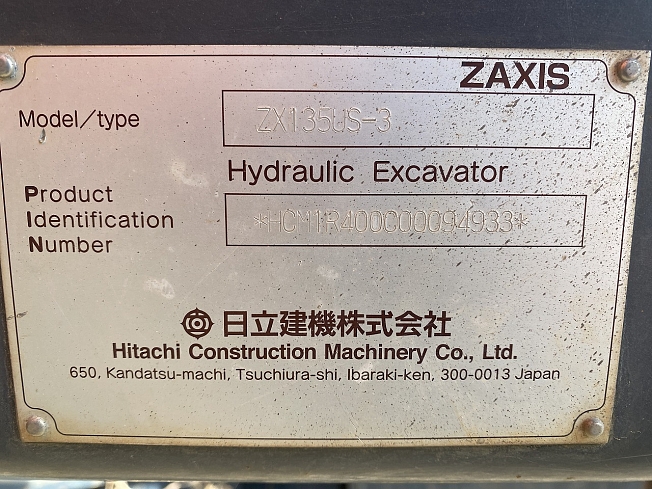 ZAXIS
Model/type ZX135US-3
Hydraulic Excavator
Product
Identification
Number
*HCM1R400C00094933*
日立建機株式会社
Hitachi Construction Machinery Co., Ltd.
650, Kandatsu-machi, Tsuchiura-shi, Ibaraki-ken, 300-0013 Japan